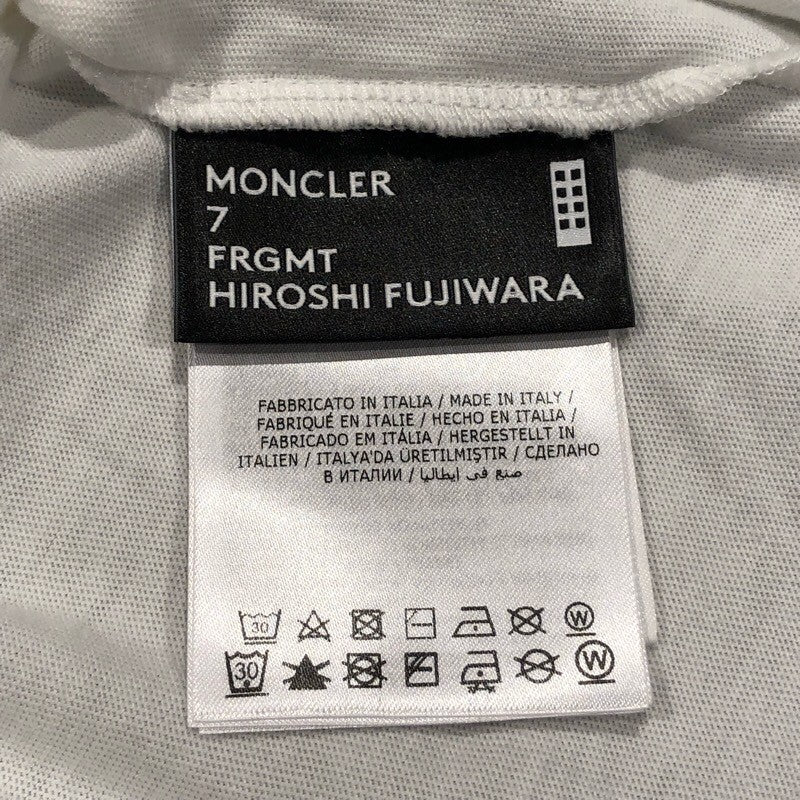 MONCLER
7
FRGMT
HIROSHI FUJIWARA
FABBRICATO IN ITALIA / MADE IN ITALY /
FABRIQUÉ EN ITALIE / HECHO EN ITALIA /
FABRICADO EM ITÁLIA / HERGESTELLT IN
ITALIEN / ITALYA'DA ÜRETILMIŞTIR / СДЕЛАНО
В ИТАЛИИ / صنع في ايطاليا
30 W
30 W